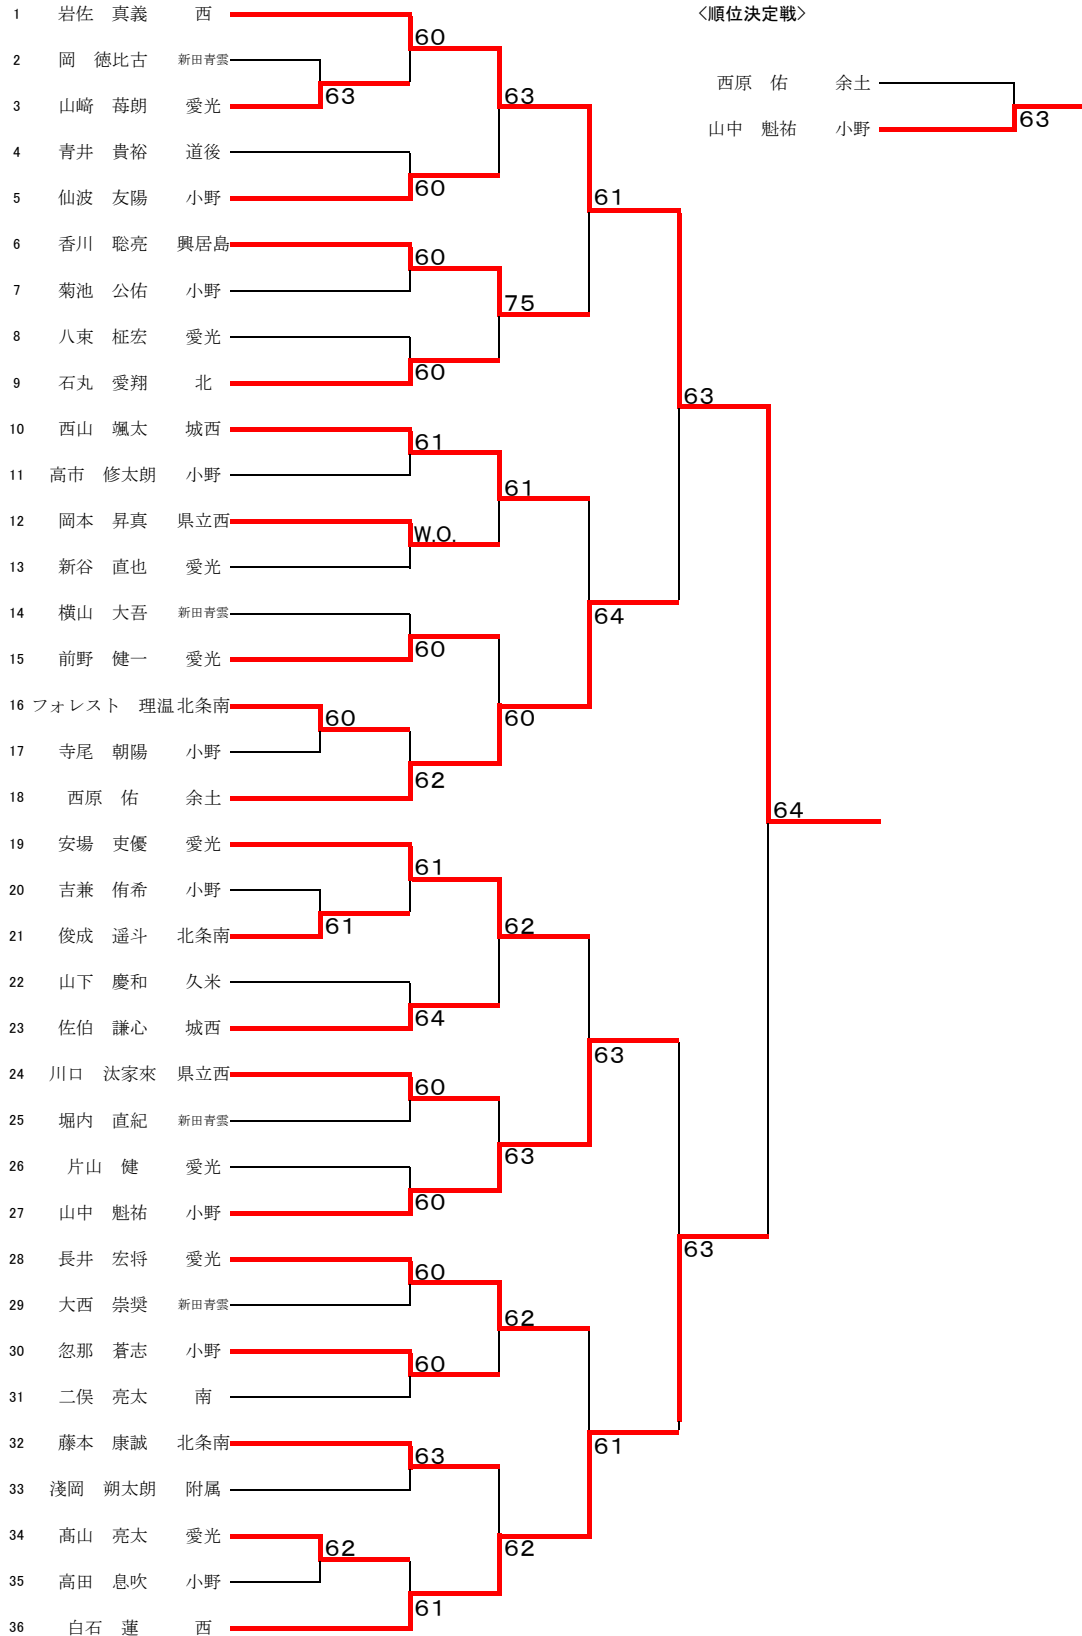 1 岩佐 真義 西
2 岡 徳比古 新田青雲
3 山﨑 苺朗 愛光
4 青井 貴裕 道後
5 仙波 友陽 小野
6 香川 聡亮 興居島
7 菊池 公佑 小野
8 八束 柾宏 愛光
9 石丸 愛翔 北
10 西山 颯太 城西
11 高市 修太朗 小野
12 岡本 昇真 県立西
13 新谷 直也 愛光
14 横山 大吾 新田青雲
15 前野 健一 愛光
16 フォレスト 理温 北条南
17 寺尾 朝陽 小野
18 西原 佑 余土
19 安場 吏優 愛光
20 吉兼 侑希 小野
21 俊成 遥斗 北条南
22 山下 慶和 久米
23 佐伯 謙心 城西
24 川口 汰家來 県立西
25 堀内 直紀 新田青雲
26 片山 健 愛光
27 山中 魁祐 小野
28 長井 宏将 愛光
29 大西 崇奨 新田青雲
30 忽那 蒼志 小野
31 二俣 亮太 南
32 藤本 康誠 北条南
33 淺岡 朔太朗 附属
34 髙山 亮太 愛光
35 高田 息吹 小野
36 白石 蓮 西
63
60
61
62
60
60
60
60
60
61
W.O.
60
62
61
64
60
60
60
60
63
61
63
75
61
60
62
63
62
62
61
64
63
61
63
63
64
〈順位決定戦〉
西原 佑 余土
山中 魁祐 小野
63